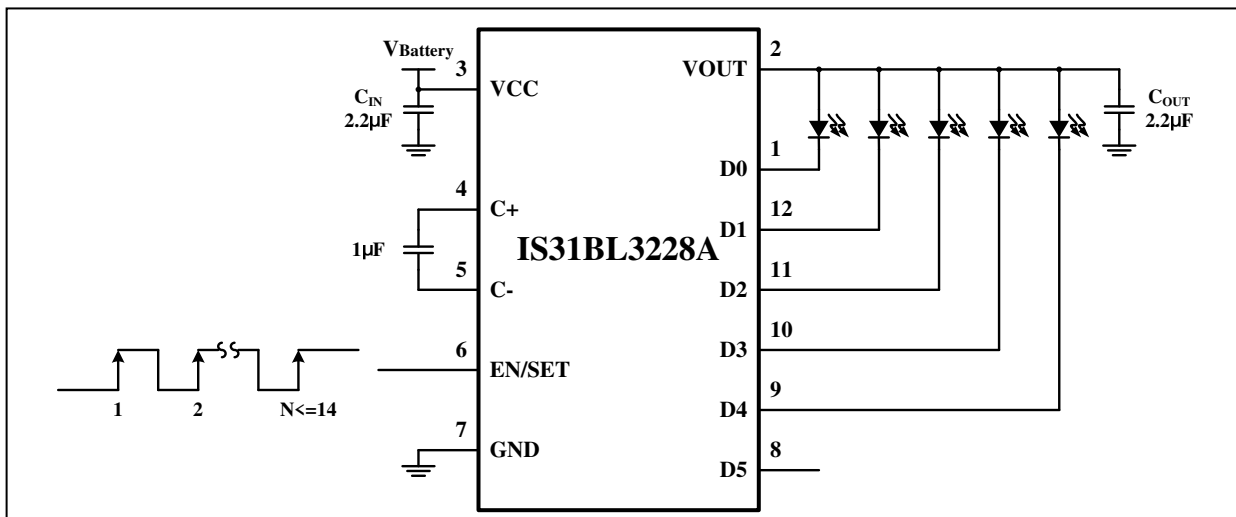 VBattery
3
VCC
CIN
2.2µF
2
VOUT
COUT
2.2µF
1
D0
4
C+
12
D1
1µF
IS31BL3228A
5
C-
11
D2
10
D3
6
EN/SET
1 2 N<=14
9
D4
7
GND
8
D5